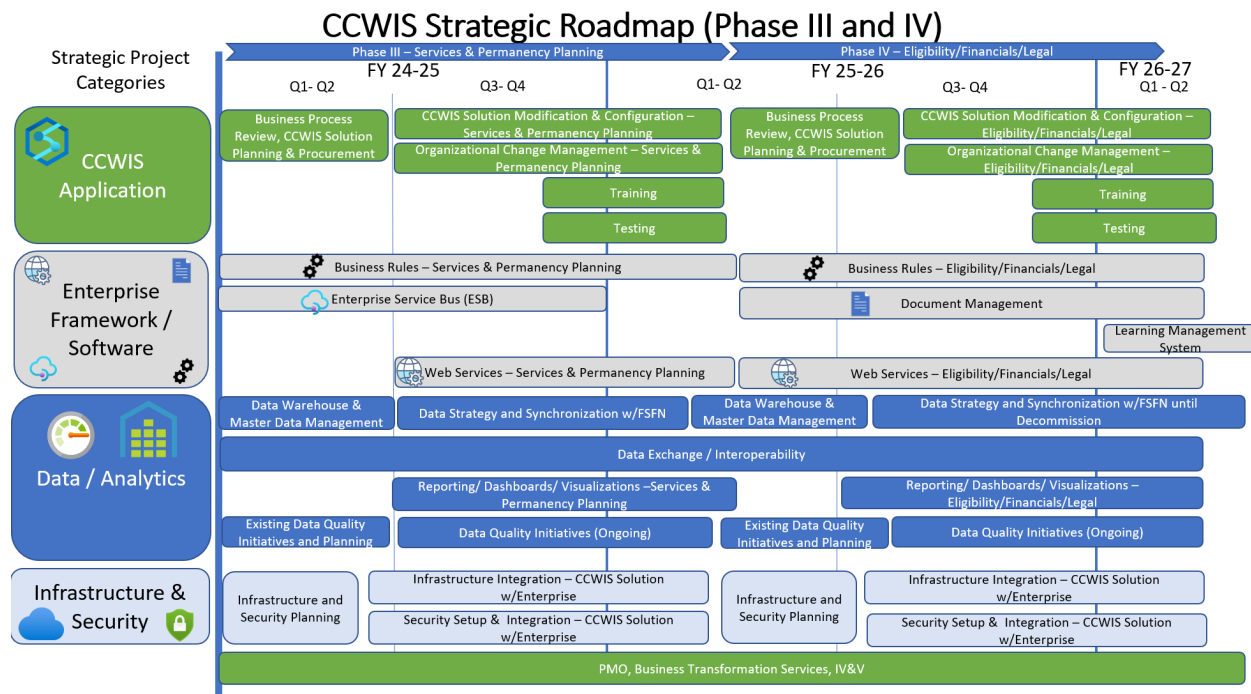 CCWIS Strategic Roadmap (Phase III and IV)
Strategic Project
Categories
Phase III – Services & Permanency Planning
Phase IV – Eligibility/Financials/Legal
FY 24-25
FY 25-26
FY 26-27
Q1- Q2
Q3- Q4
Q1- Q2
Q3- Q4
Q1 - Q2
CCWIS
Application
Business Process
Review, CCWIS Solution
Planning & Procurement
CCWIS Solution Modification & Configuration –
Services & Permanency Planning
Business Process
Review, CCWIS Solution
Planning & Procurement
CCWIS Solution Modification & Configuration –
Eligibility/Financials/Legal
Organizational Change Management – Services &
Permanency Planning
Organizational Change Management –
Eligibility/Financials/Legal
Training
Training
Testing
Testing
Enterprise
Framework /
Software
Business Rules – Services & Permanency Planning
Business Rules – Eligibility/Financials/Legal
Enterprise Service Bus (ESB)
Document Management
Learning Management
System
Web Services – Services & Permanency Planning
Web Services – Eligibility/Financials/Legal
Data / Analytics
Data Warehouse &
Master Data Management
Data Strategy and Synchronization w/FSFN
Data Warehouse &
Master Data Management
Data Strategy and Synchronization w/FSFN until
Decommission
Data Exchange / Interoperability
Reporting/ Dashboards/ Visualizations –Services &
Permanency Planning
Reporting/ Dashboards/ Visualizations –
Eligibility/Financials/Legal
Existing Data Quality
Initiatives and Planning
Data Quality Initiatives (Ongoing)
Existing Data Quality
Initiatives and Planning
Data Quality Initiatives (Ongoing)
Infrastructure &
Security
Infrastructure and
Security Planning
Infrastructure Integration – CCWIS Solution
w/Enterprise
Infrastructure and
Security Planning
Infrastructure Integration – CCWIS Solution
w/Enterprise
Security Setup & Integration – CCWIS Solution
w/Enterprise
Security Setup & Integration – CCWIS Solution
w/Enterprise
PMO, Business Transformation Services, IV&V